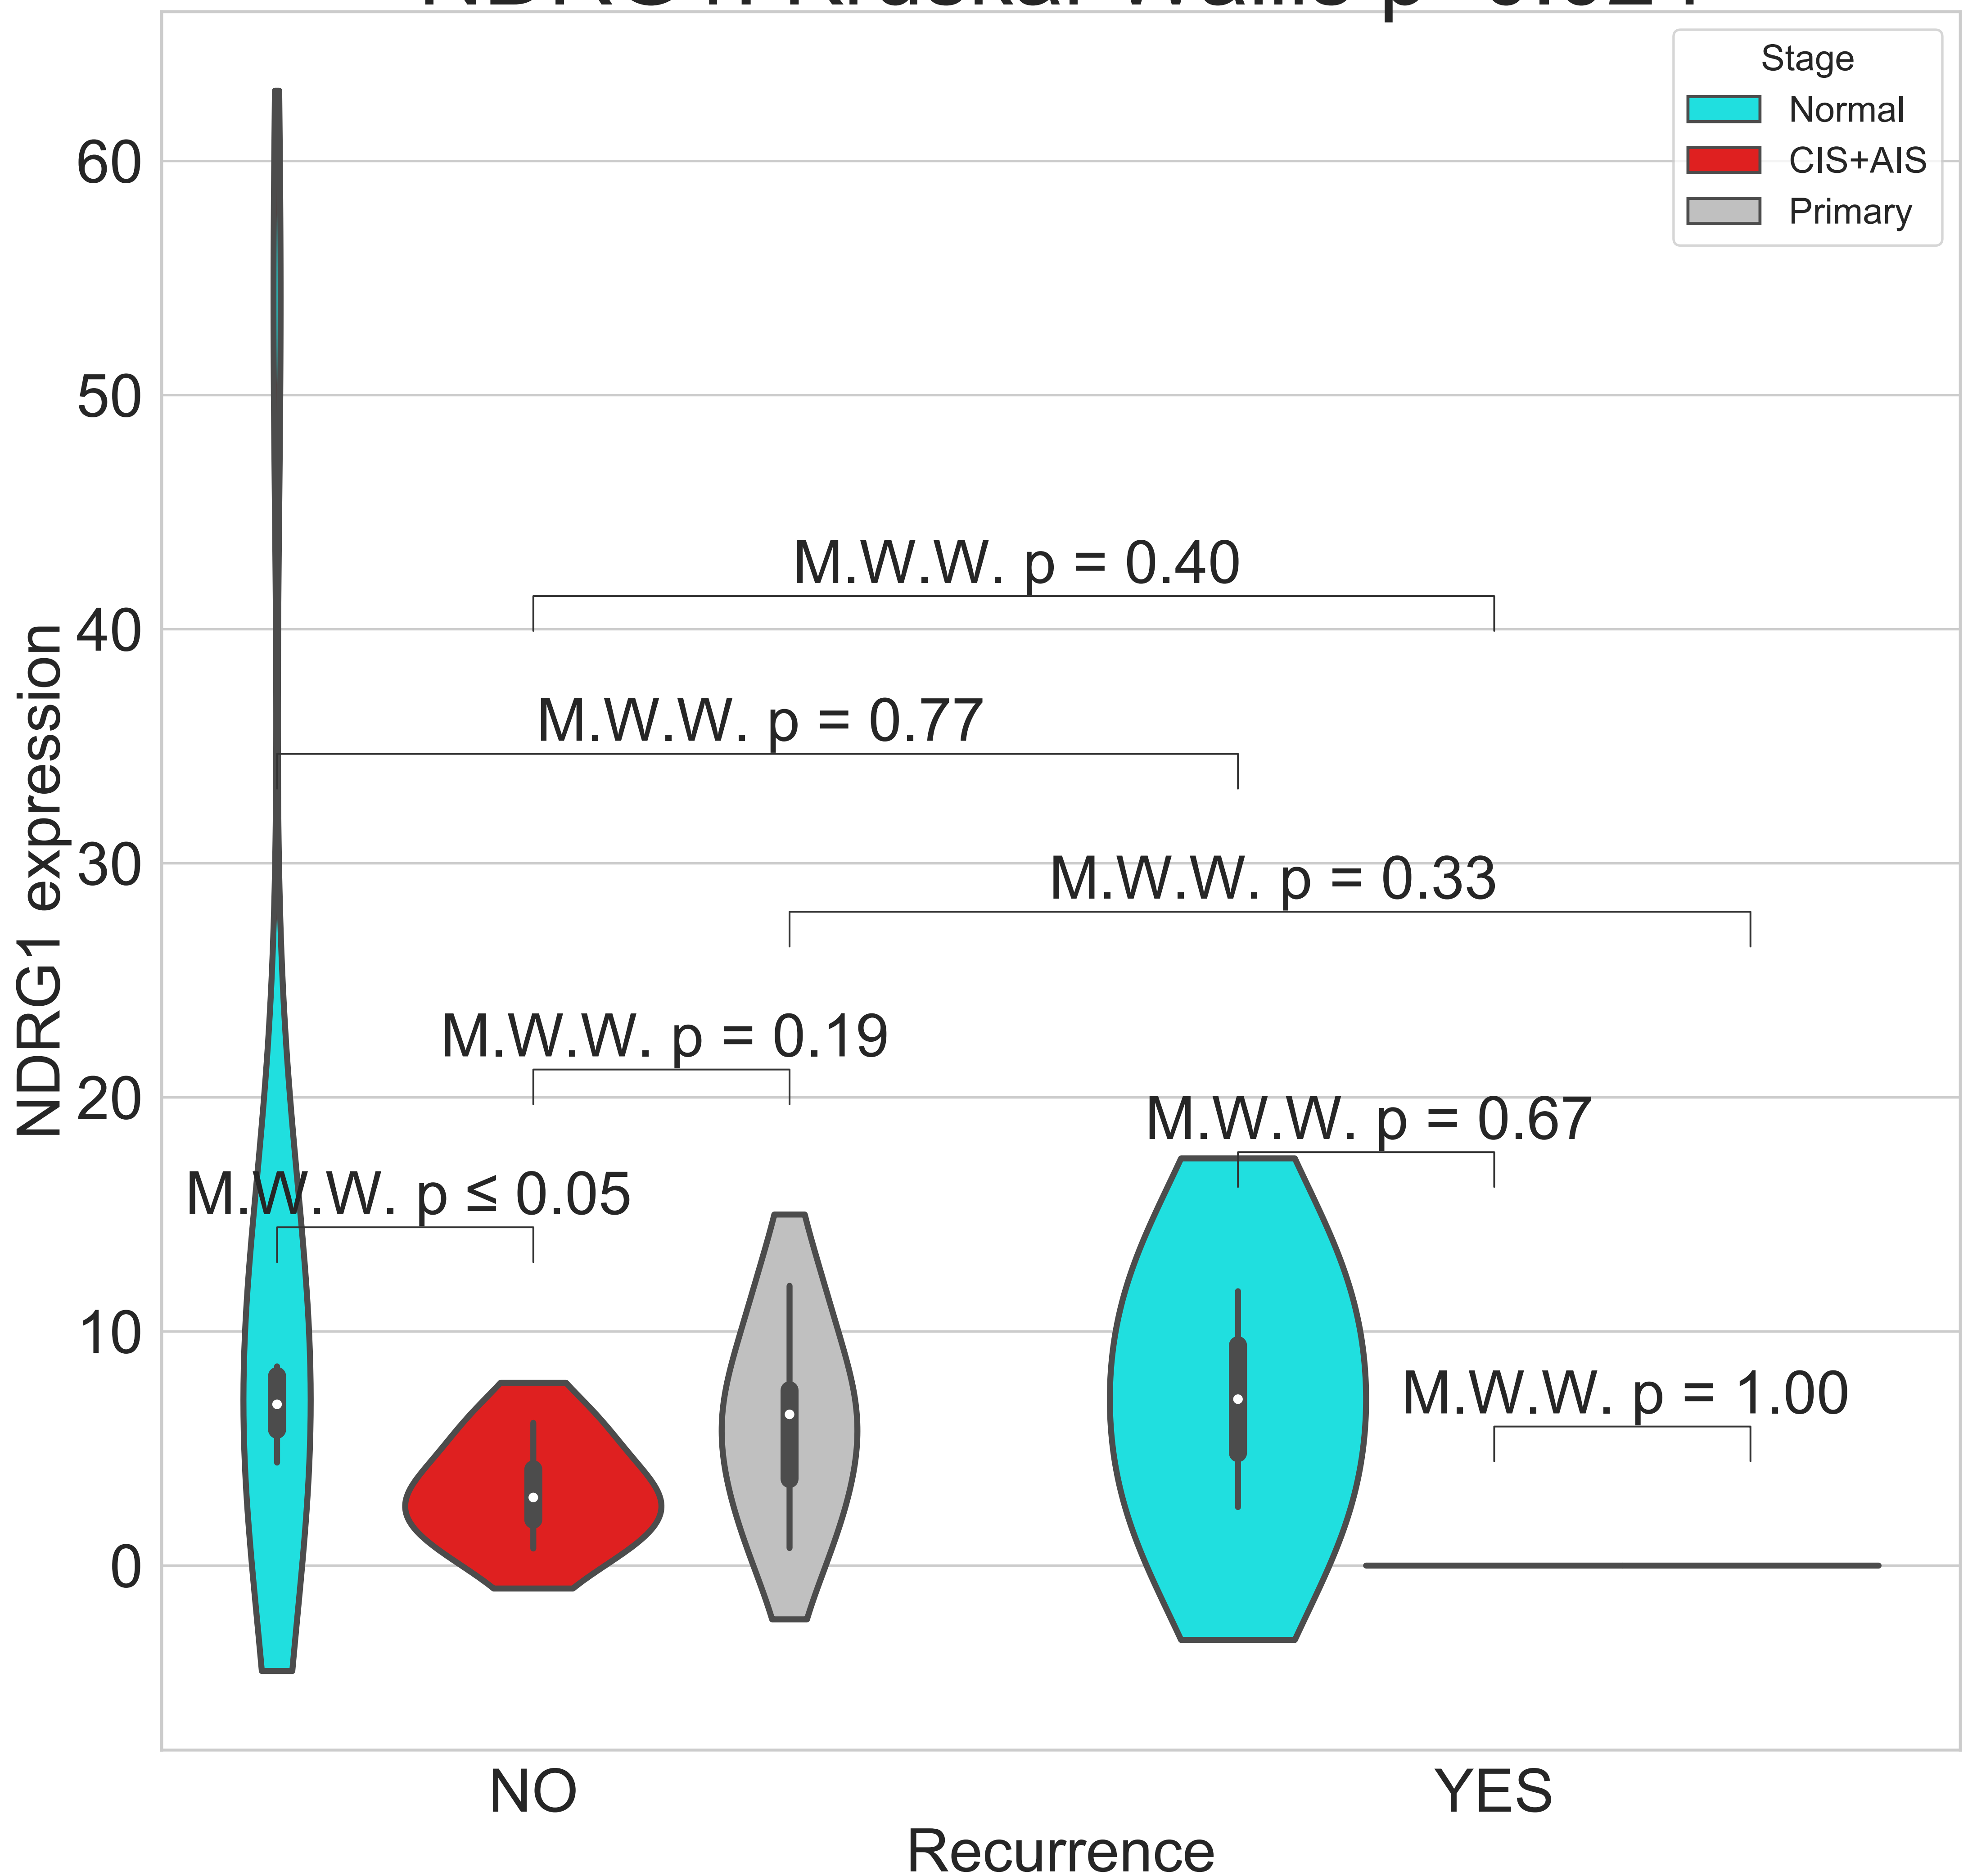 Stage
Normal
CIS+AIS
Primary
60
50
40
30
20
10
0
NDRG1 expression
M.W.W. p = 0.40
M.W.W. p = 0.77
M.W.W. p = 0.33
M.W.W. p = 0.19
M.W.W. p = 0.67
M.W.W. p ≤ 0.05
M.W.W. p = 1.00
NO
YES
Recurrence